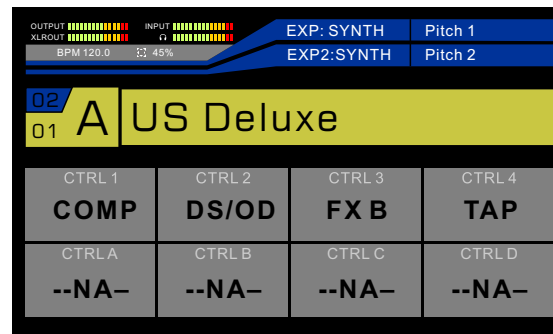 OUTPUT INPUT EXP: SYNTH Pitch 1
XLROUT
BPM 120.0 45% EXP2:SYNTH Pitch 2
02
01 A US Deluxe
CTRL 1 CTRL 2 CTRL 3 CTRL 4
COMP DS/OD FX B TAP
CTRL A CTRL B CTRL C CTRL D
--NA– --NA– --NA– --NA–